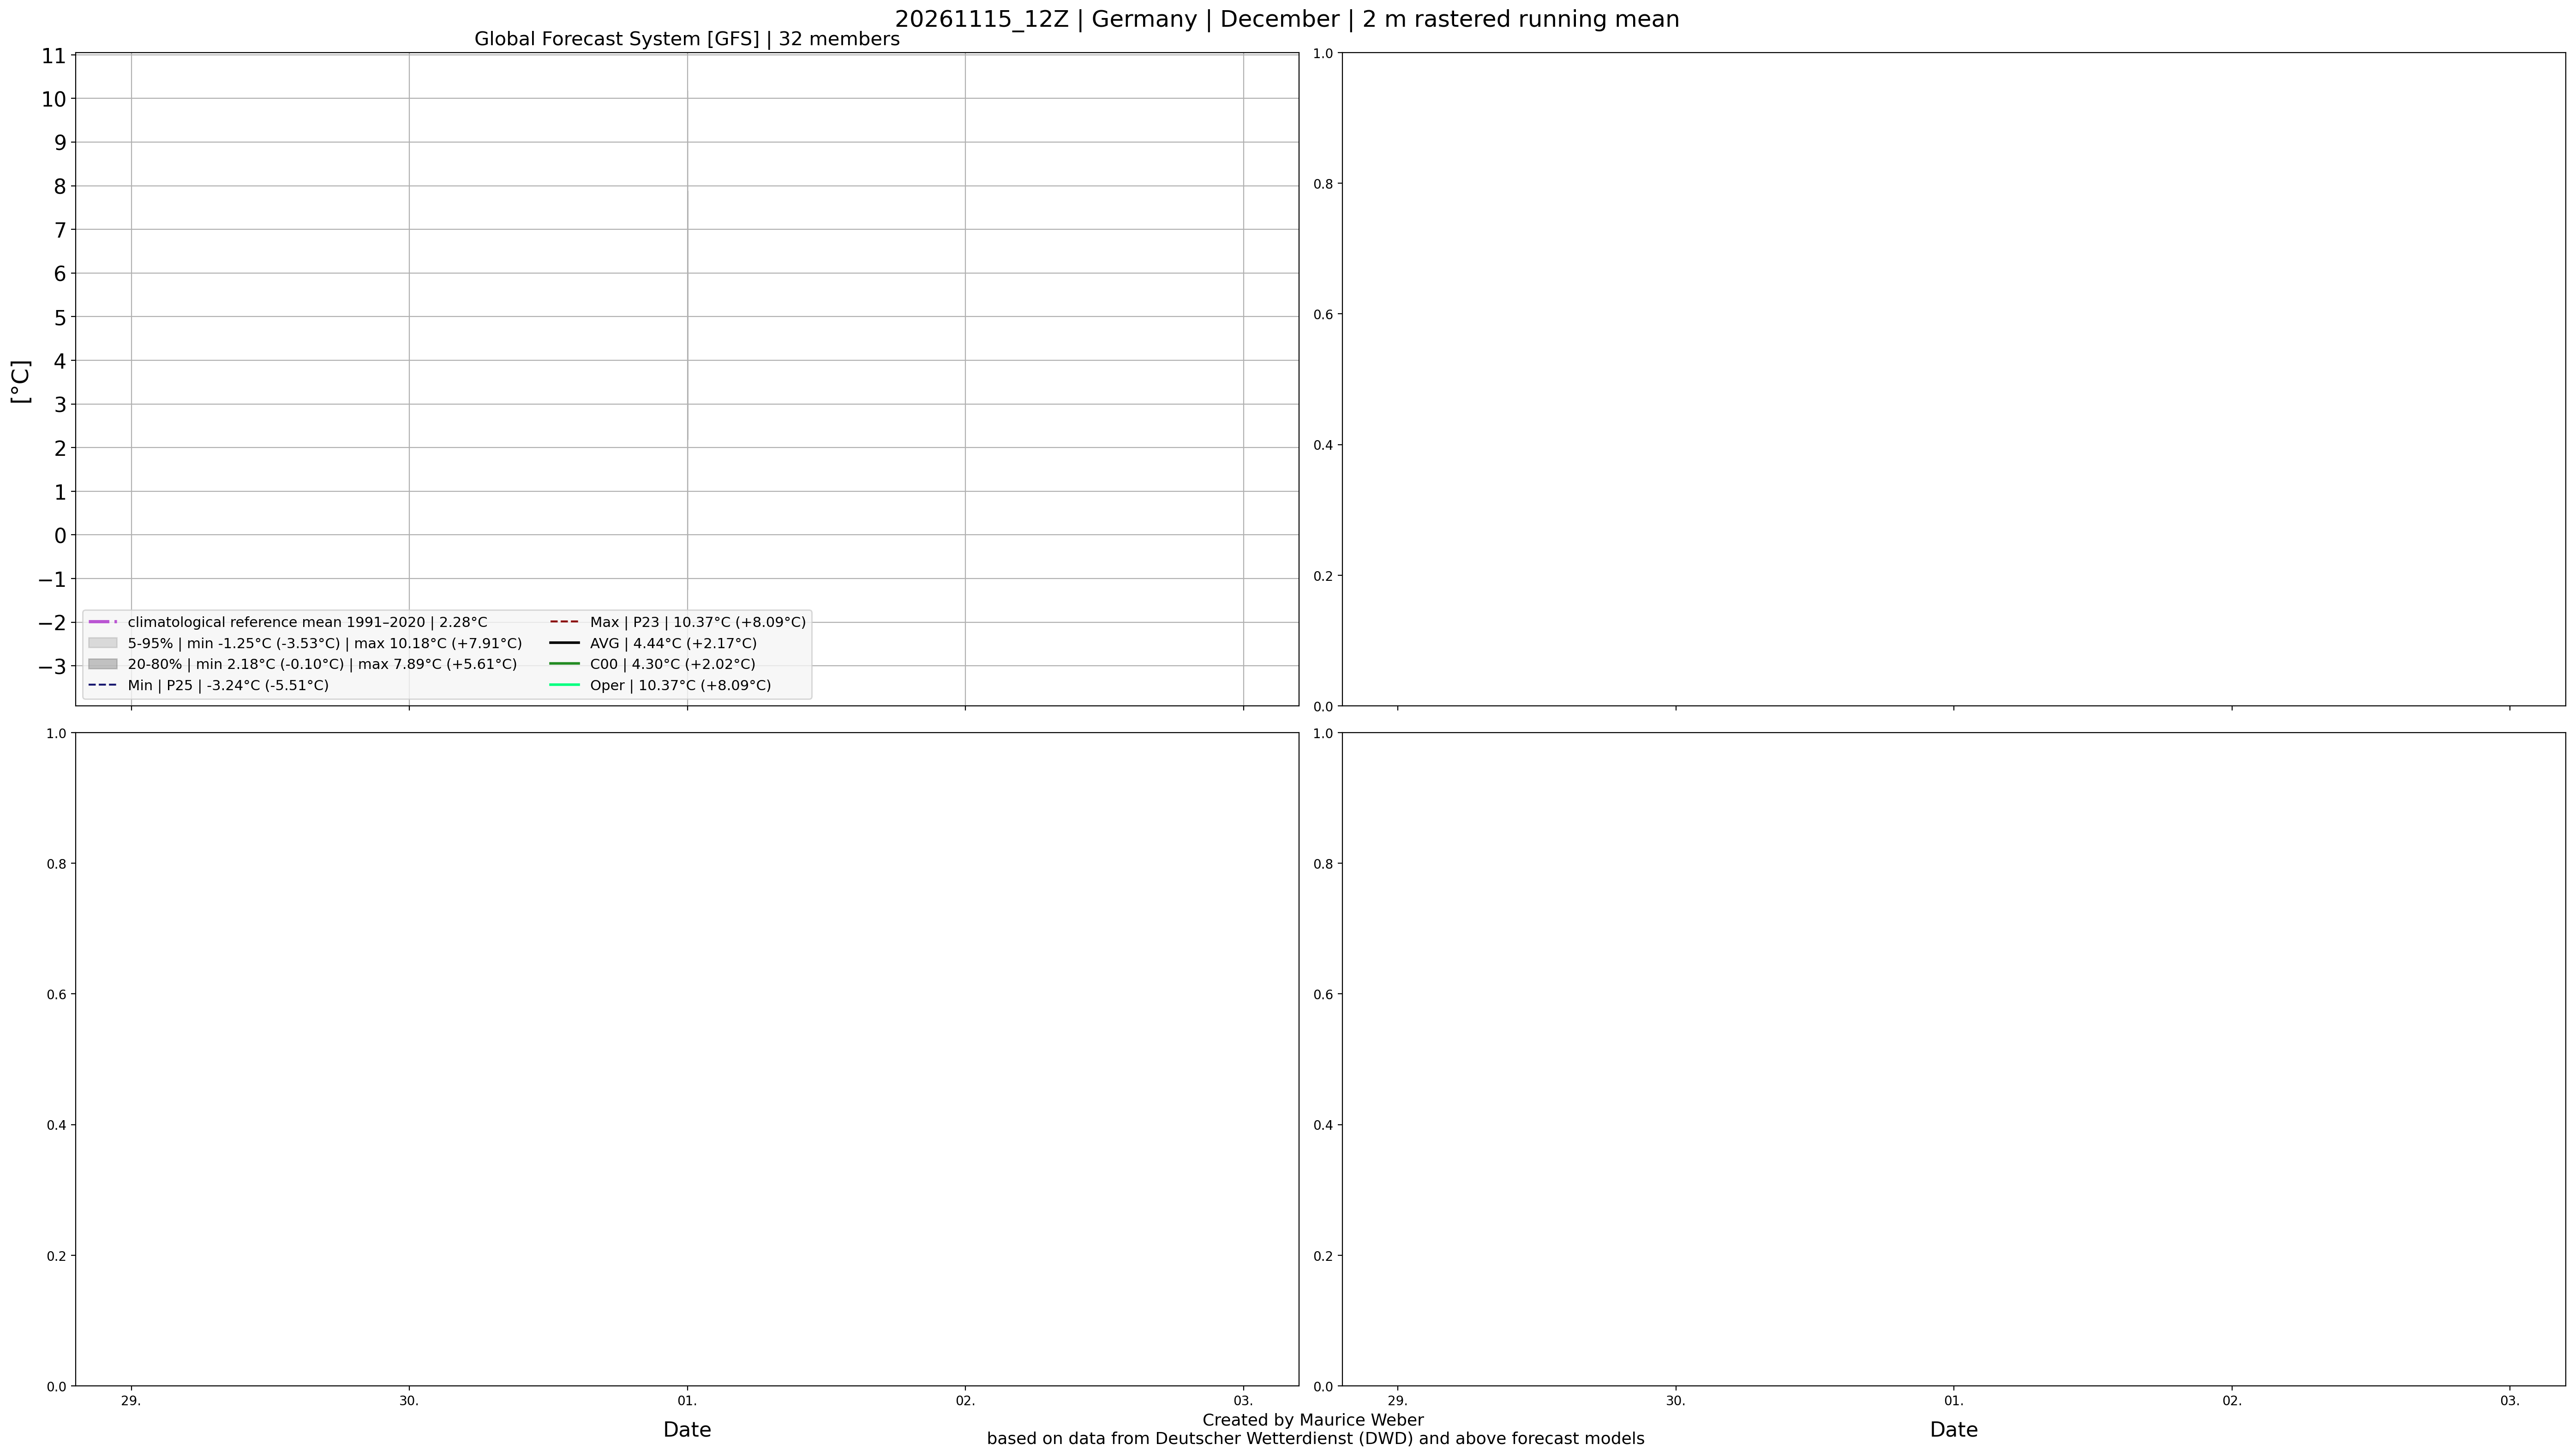 20261115_12Z | Germany | December | 2 m rastered running mean
Global Forecast System [GFS] | 32 members
11
10
9
8
7
6
5
4
3
2
1
0
−1
−2
−3
[°C]
climatological reference mean 1991–2020 | 2.28°C
5-95% | min -1.25°C (-3.53°C) | max 10.18°C (+7.91°C)
20-80% | min 2.18°C (-0.10°C) | max 7.89°C (+5.61°C)
Min | P25 | -3.24°C (-5.51°C)
Max | P23 | 10.37°C (+8.09°C)
AVG | 4.44°C (+2.17°C)
C00 | 4.30°C (+2.02°C)
Oper | 10.37°C (+8.09°C)
1.0
0.8
0.6
0.4
0.2
0.0
1.0
0.8
0.6
0.4
0.2
0.0
29. 30. 01. 02. 03.
Date
1.0
0.8
0.6
0.4
0.2
0.0
29. 30. 01. 02. 03.
Date
Created by Maurice Weber
based on data from Deutscher Wetterdienst (DWD) and above forecast models